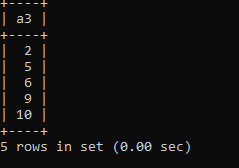 +----+
| a3 |
+----+
|  2 |
|  5 |
|  6 |
|  9 |
| 10 |
+----+
5 rows in set (0.00 sec)